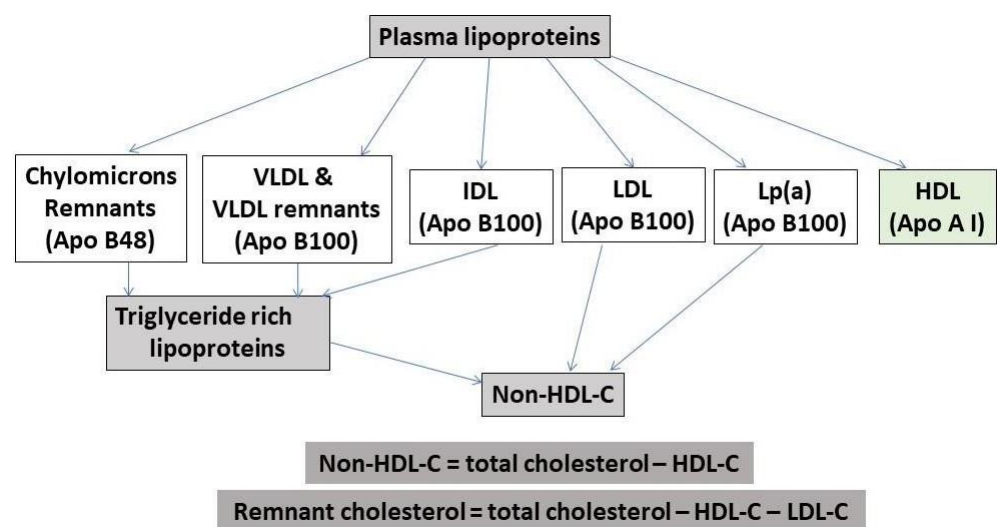 Plasma lipoproteins
Chylomicrons
Remnants
(Apo B48)
VLDL &
VLDL remnants
(Apo B100)
IDL
(Apo B100)
LDL
(Apo B100)
Lp(a)
(Apo B100)
HDL
(Apo A I)
Triglyceride rich
lipoproteins
Non-HDL-C
Non-HDL-C = total cholesterol – HDL-C
Remnant cholesterol = total cholesterol – HDL-C – LDL-C